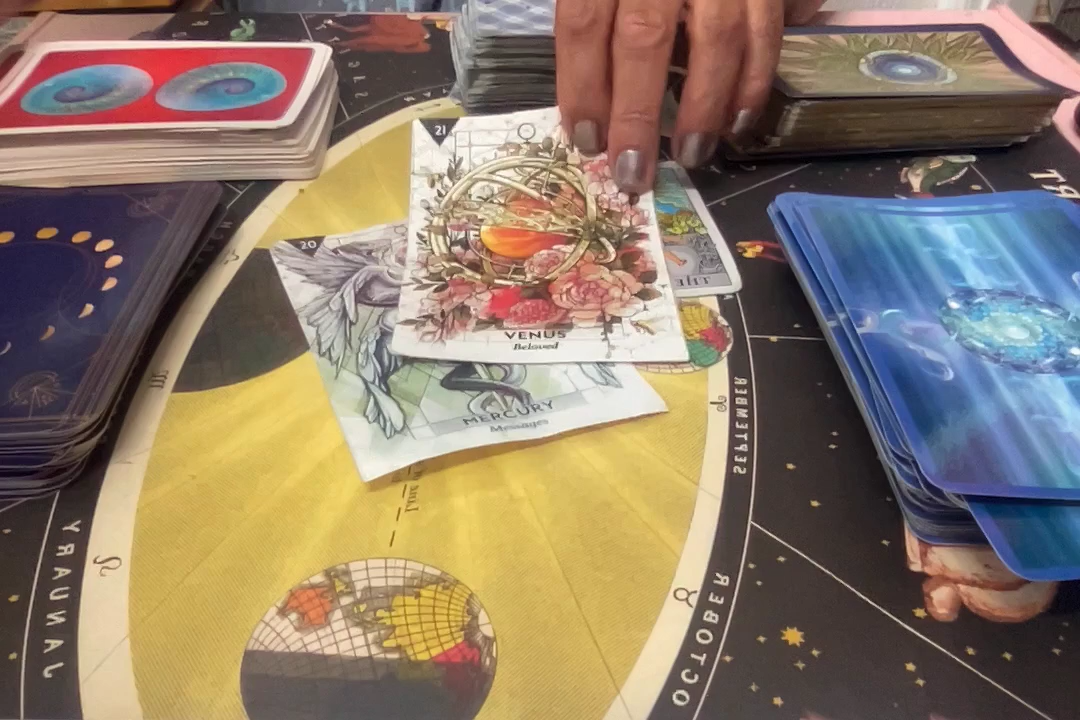 21
VENUS
Beloved
20
MERCURY
Messages
SEPTEMBER
OCTOBER
JANUARY